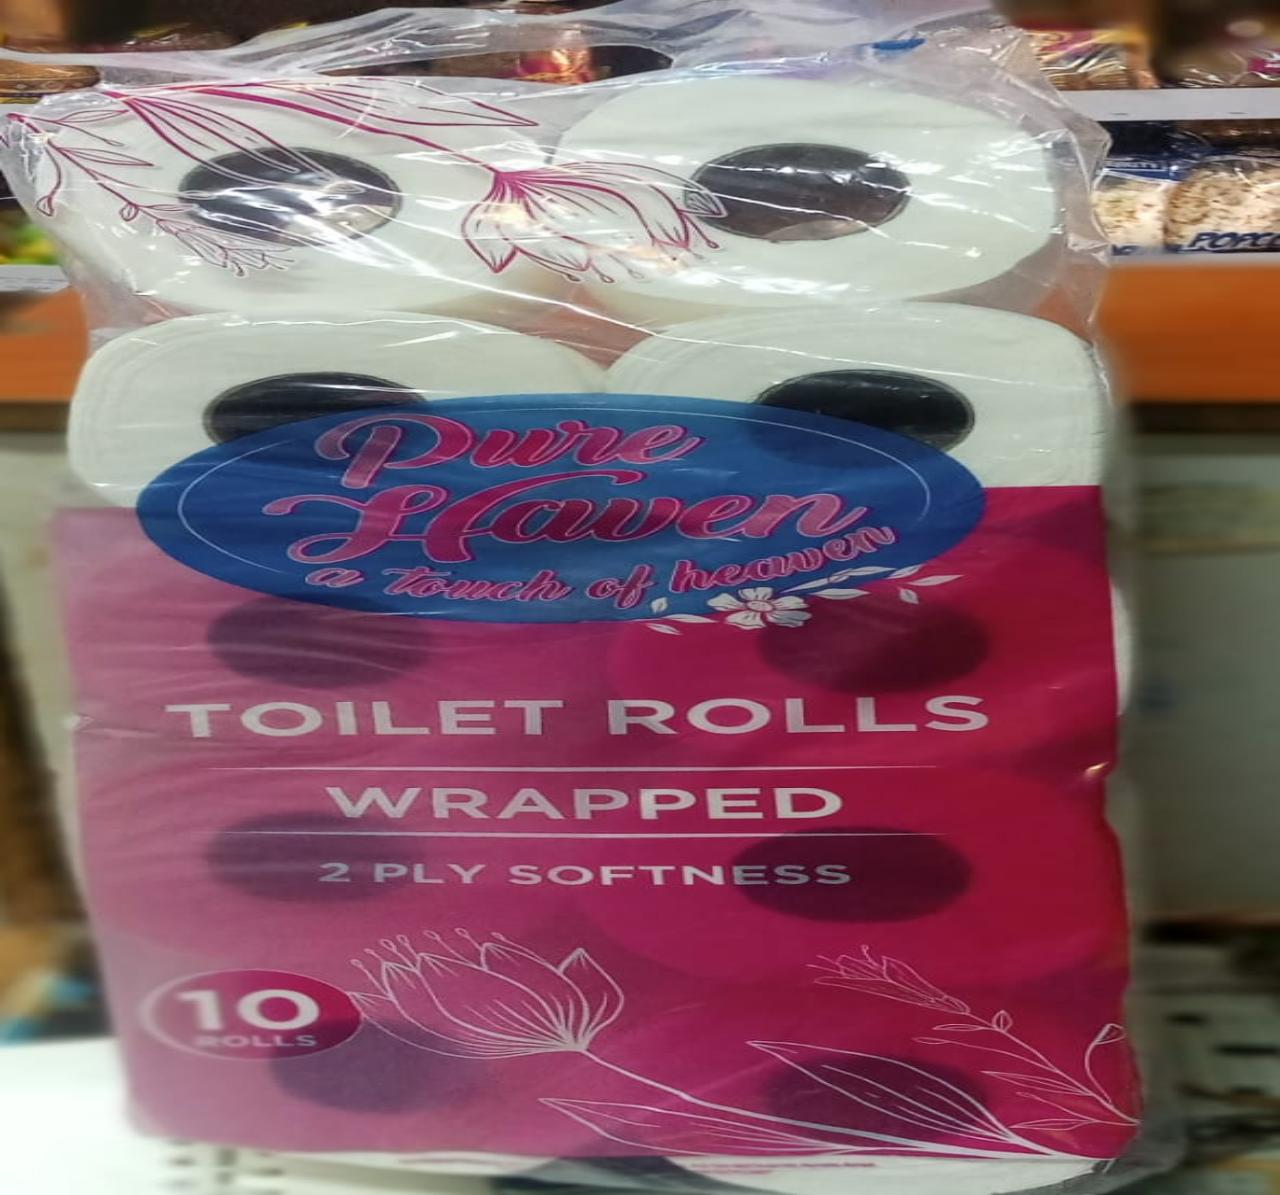 Pure
Haven
a touch of heaven
TOILET ROLLS
WRAPPED
2 PLY SOFTNESS
10
ROLLS